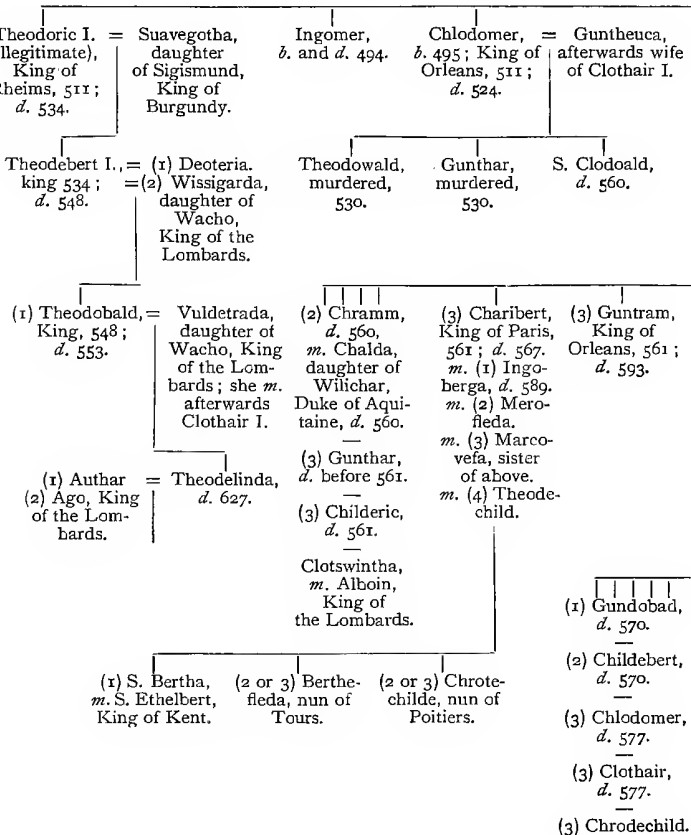 Theodoric I. = Suavegotha,
llegitimate), daughter
King of of Sigismund,
Rheims, 511; King of
d. 534. Burgundy.
Ingomer,
b. and d. 494.
Chlodomer, = Guntheuca,
b. 495; King of afterwards wife
Orleans, 511; of Clothair I.
d. 524.
Theodebert I., = (1) Deoteria.
king 534; =(2) Wissigarda,
d. 548. daughter of
Wacho,
King of the
Lombards.
Theodowald,
murdered,
530.
Gunthar,
murdered,
530.
S. Clodoald,
d. 560.
(1) Theodobald, = Vuldetrada,
King, 548; daughter of
d. 553. Wacho, King
of the Lom-
bards; she m.
afterwards
Clothair I.
(2) Chramm,
d. 560,
m. Chalda,
daughter of
Wilichar,
Duke of Aqui-
taine, d. 560.
—
(3) Gunthar,
d. before 561.
—
(3) Childeric,
d. 561.
—
Clotswintha,
m. Alboin,
King of
the Lombards.
(3) Charibert,
King of Paris,
561; d. 567.
m. (1) Ingo-
berga, d. 589.
m. (2) Mero-
fleda.
m. (3) Marco-
vefa, sister
of above.
m. (4) Theode-
child.
(3) Guntram,
King of
Orleans, 561;
d. 593.
(1) Authar = Theodelinda,
(2) Ago, King d. 627.
of the Lom-
bards.
(1) S. Bertha,
m. S. Ethelbert,
King of Kent.
(2 or 3) Berthe-
fleda, nun of
Tours.
(2 or 3) Chrote-
childe, nun of
Poitiers.
(1) Gundobad,
d. 570.
—
(2) Childebert,
d. 570.
—
(3) Chlodomer,
d. 577.
—
(3) Clothair,
d. 577.
—
(3) Chrodechild.